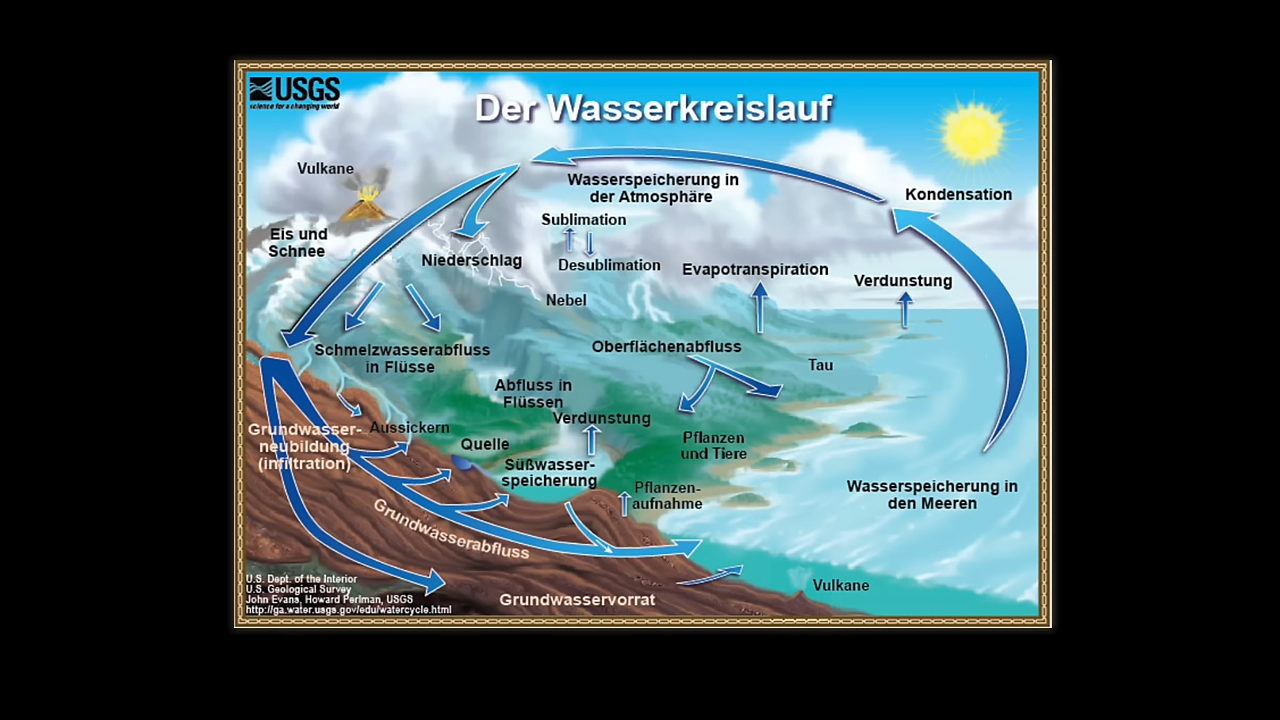 USGS
science for a changing world
Der Wasserkreislauf
Vulkane
Wasserspeicherung in
der Atmosphäre
Kondensation
Sublimation
Eis und
Schnee
Niederschlag
Desublimation
Evapotranspiration
Verdunstung
Nebel
Schmelzwasserabfluss
in Flüsse
Oberflächenabfluss
Tau
Abfluss in
Flüssen
Verdunstung
Grundwasser-
neubildung
(infiltration)
Aussickern
Quelle
Pflanzen
und Tiere
Süßwasser-
speicherung
Pflanzen-
aufnahme
Wasserspeicherung in
den Meeren
Grundwasserabfluss
Vulkane
Grundwasservorrat
U.S. Dept. of the Interior
U.S. Geological Survey
John Evans, Howard Perlman, USGS
http://ga.water.usgs.gov/edu/watercycle.html